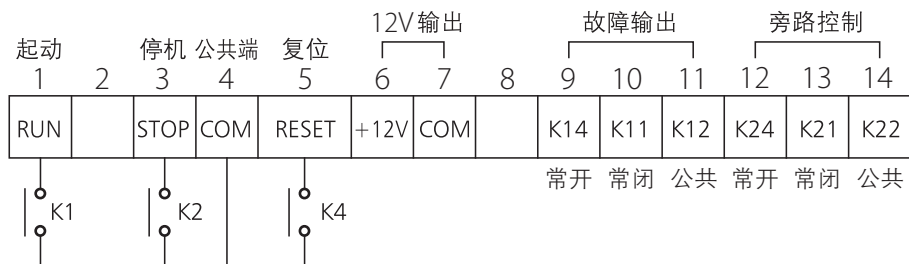 12V输出 故障输出 旁路控制
起动 停机 公共端 复位
1 2 3 4 5 6 7 8 9 10 11 12 13 14
RUN STOP COM RESET +12V COM K14 K11 K12 K24 K21 K22
常开 常闭 公共 常开 常闭 公共
K1 K2 K4